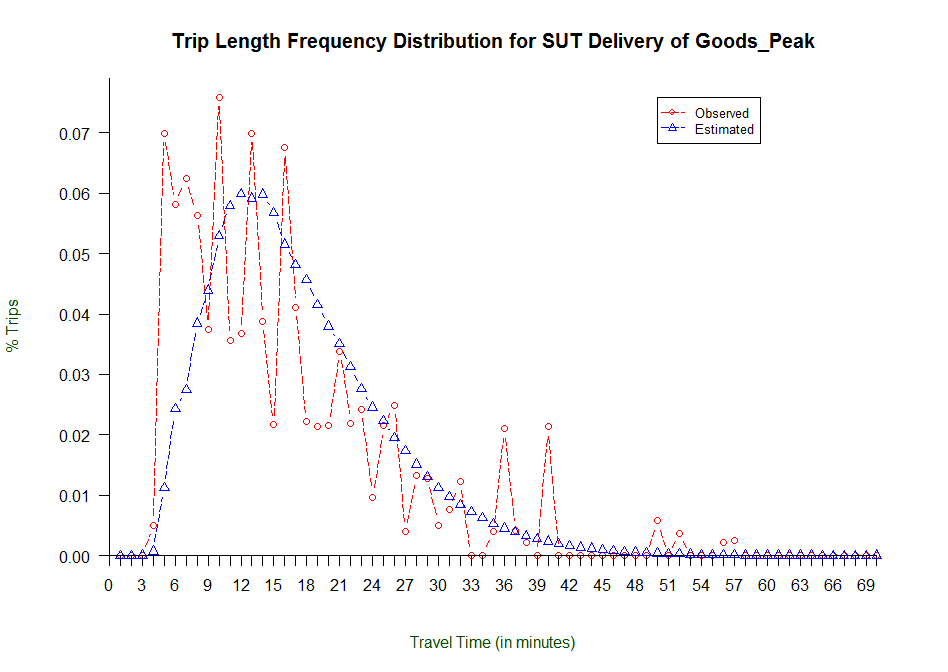 Trip Length Frequency Distribution for SUT Delivery of Goods_Peak
Observed
Estimated
0.07
0.06
0.05
0.04
0.03
0.02
0.01
0.00
% Trips
0 3 6 9 12 15 18 21 24 27 30 33 36 39 42 45 48 51 54 57 60 63 66 69
Travel Time (in minutes)